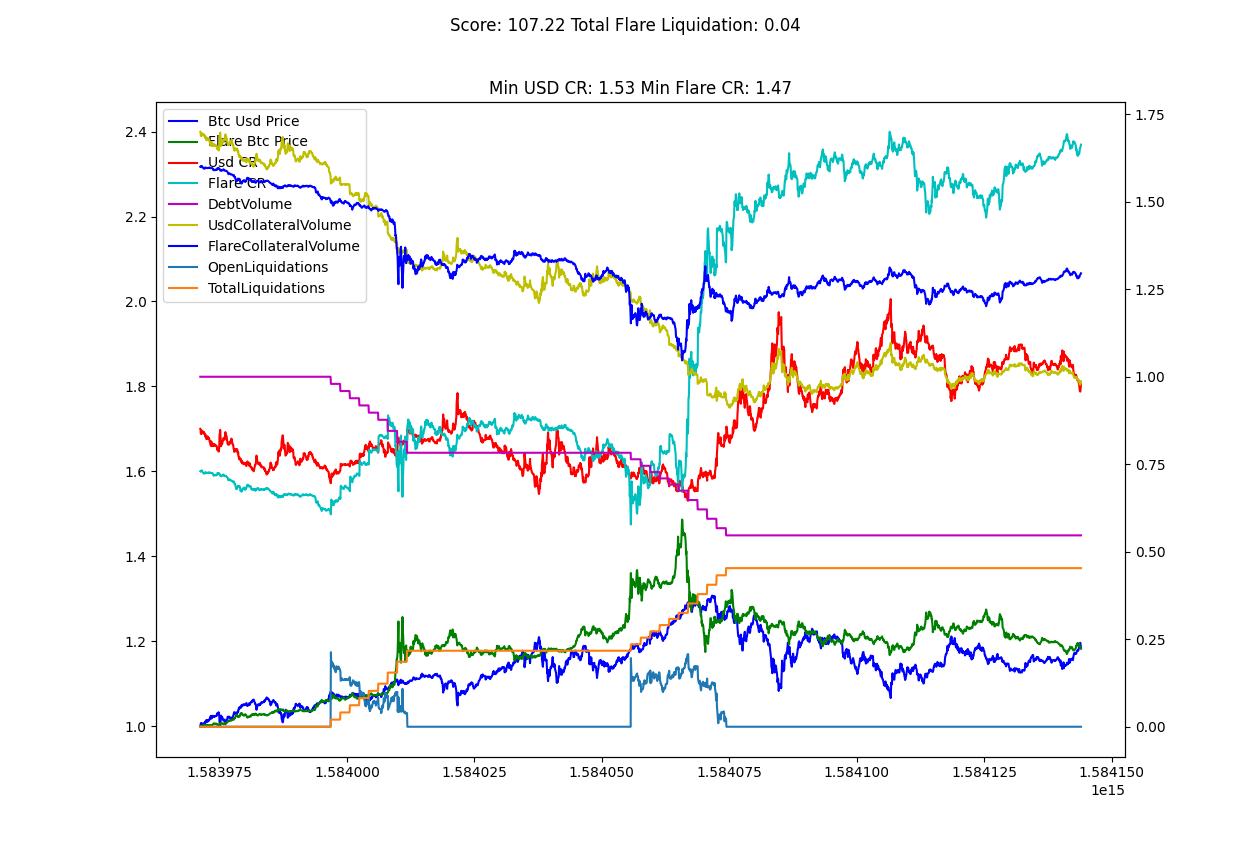 Score: 107.22 Total Flare Liquidation: 0.04
Min USD CR: 1.53 Min Flare CR: 1.47
Btc Usd Price
Flare Btc Price
Usd CR
Flare CR
DebtVolume
UsdCollateralVolume
FlareCollateralVolume
OpenLiquidations
TotalLiquidations
2.4
2.2
2.0
1.8
1.6
1.4
1.2
1.0
1.75
1.50
1.25
1.00
0.75
0.50
0.25
0.00
1.583975 1.584000 1.584025 1.584050 1.584075 1.584100 1.584125 1.584150
1e15